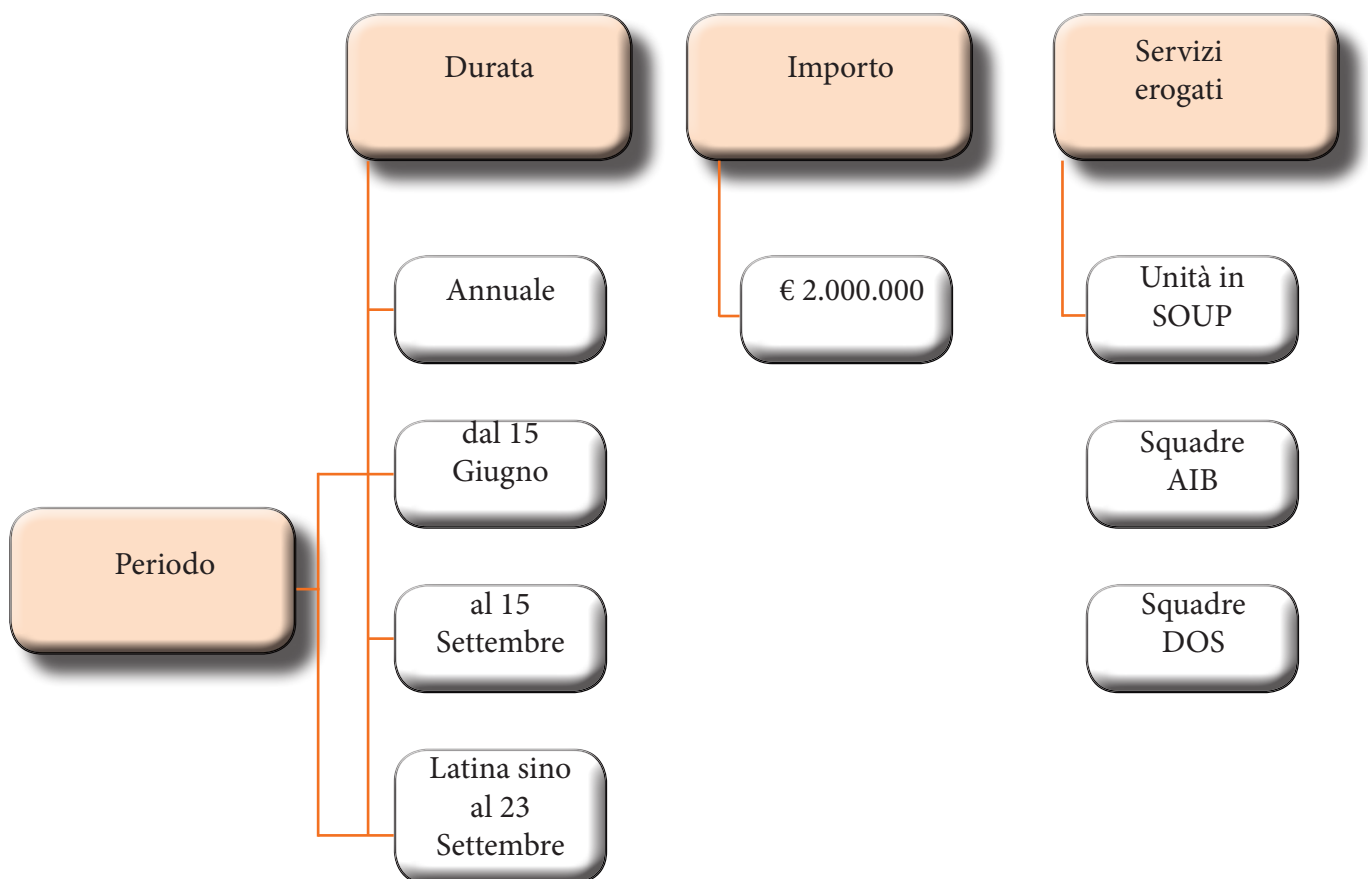 Durata
Importo
Servizi
erogati
Annuale
€ 2.000.000
Unità in
SOUP
dal 15
Giugno
Squadre
AIB
Periodo
al 15
Settembre
Squadre
DOS
Latina sino
al 23
Settembre